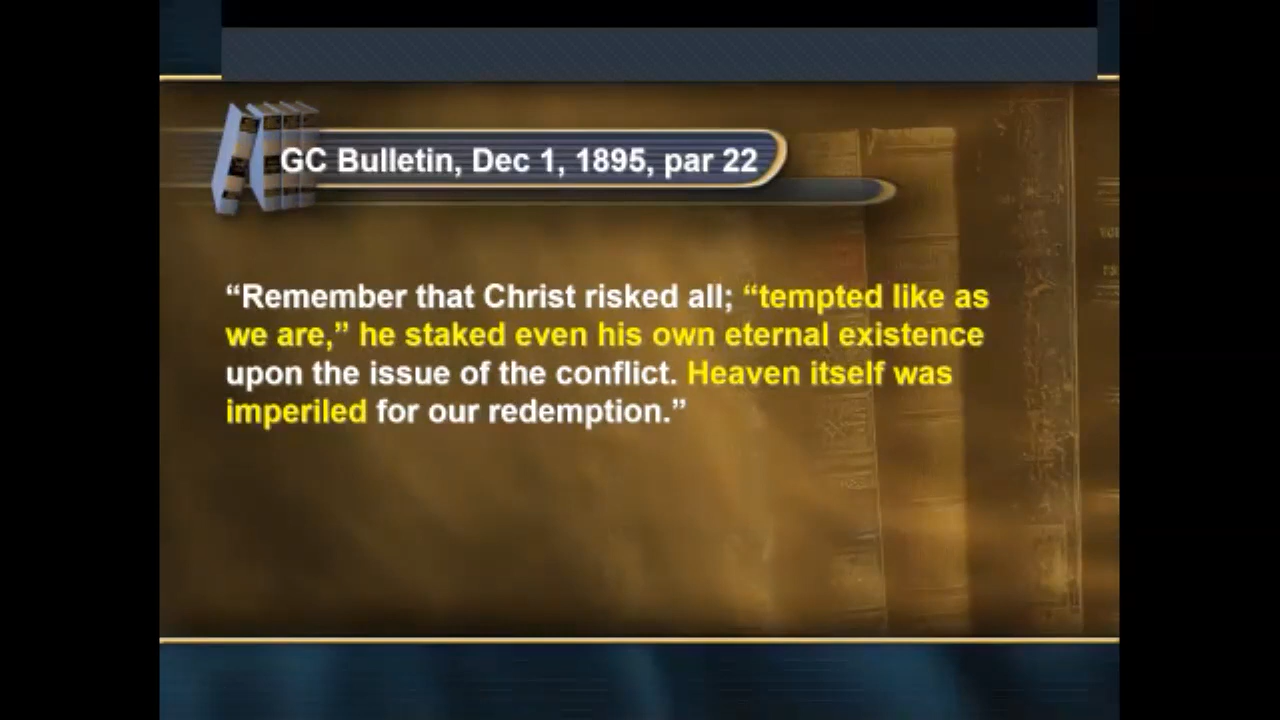 GC Bulletin, Dec 1, 1895, par 22
“Remember that Christ risked all; “tempted like as
we are,” he staked even his own eternal existence
upon the issue of the conflict. Heaven itself was
imperiled for our redemption.”